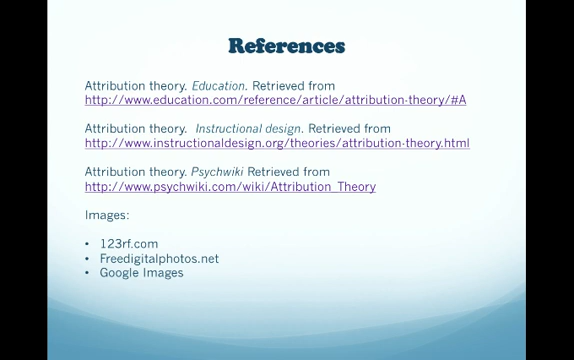 References
Attribution theory. Education. Retrieved from
http://www.education.com/reference/article/attribution-theory/#A
Attribution theory. Instructional design. Retrieved from
http://www.instructionaldesign.org/theories/attribution-theory.html
Attribution theory. Psychwiki Retrieved from
http://www.psychwiki.com/wiki/Attribution_Theory
Images:
• 123rf.com
• Freedigitalphotos.net
• Google Images